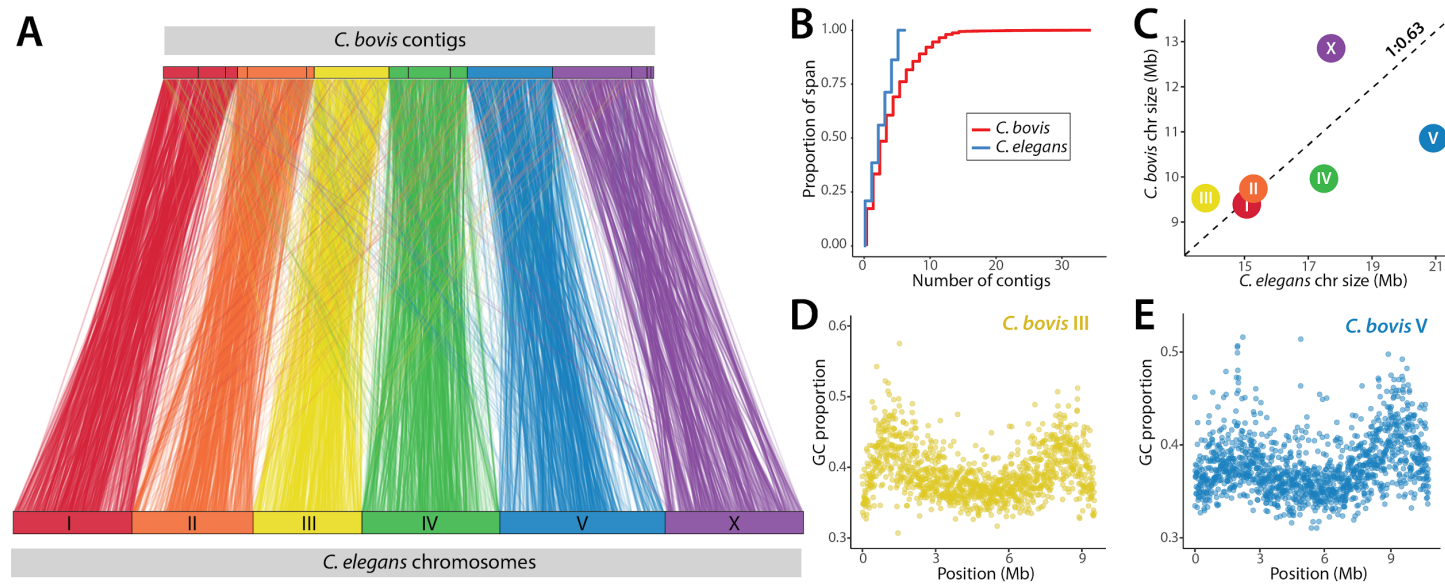 A
C. bovis contigs
I
II
III
IV
V
X
C. elegans chromosomes
B
Proportion of span
1.00
0.75
0.50
0.25
0.00
C. bovis
C. elegans
0
10
20
30
Number of contigs
C
C. bovis chr size (Mb)
13
12
11
10
9
X
1:0.63
V
IV
III
II
I
15
17
19
21
C. elegans chr size (Mb)
D
C. bovis III
GC proportion
0.6
0.5
0.4
0.3
0
3
6
9
Position (Mb)
E
C. bovis V
GC proportion
0.5
0.4
0.3
0
3
6
9
Position (Mb)